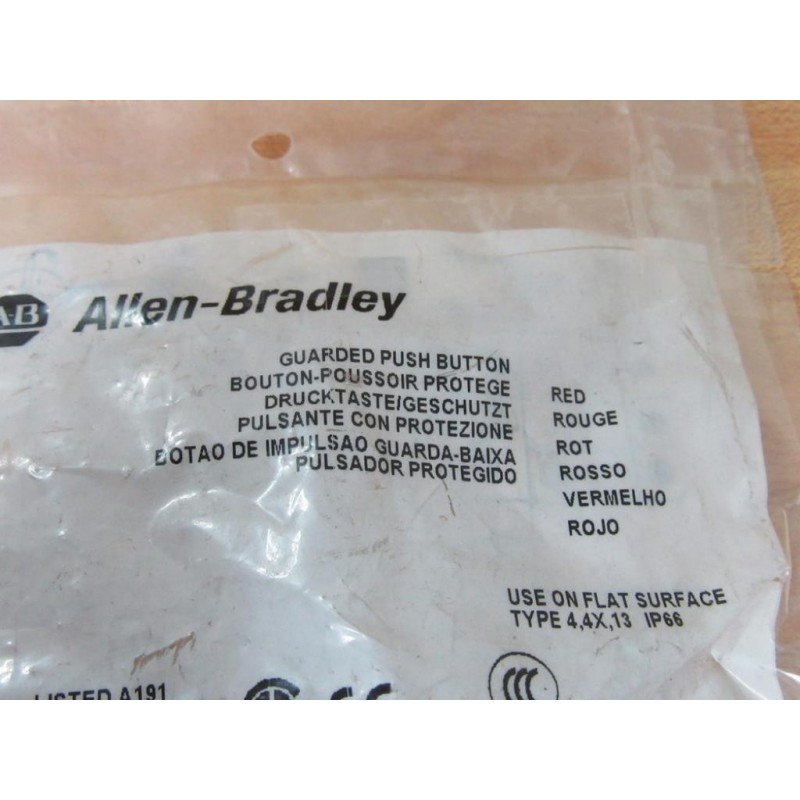 A-B Allen-Bradley
GUARDED PUSH BUTTON
BOUTON-POUSSOIR PROTEGE
DRUCKTASTE/GESCHUTZT
PULSANTE CON PROTEZIONE
BOTAO DE IMPULSAO GUARDA-BAIXA
PULSADOR PROTEGIDO
RED
ROUGE
ROT
ROSSO
VERMELHO
ROJO
USE ON FLAT SURFACE
TYPE 4,4X,13 IP66
LISTED A191
CCC